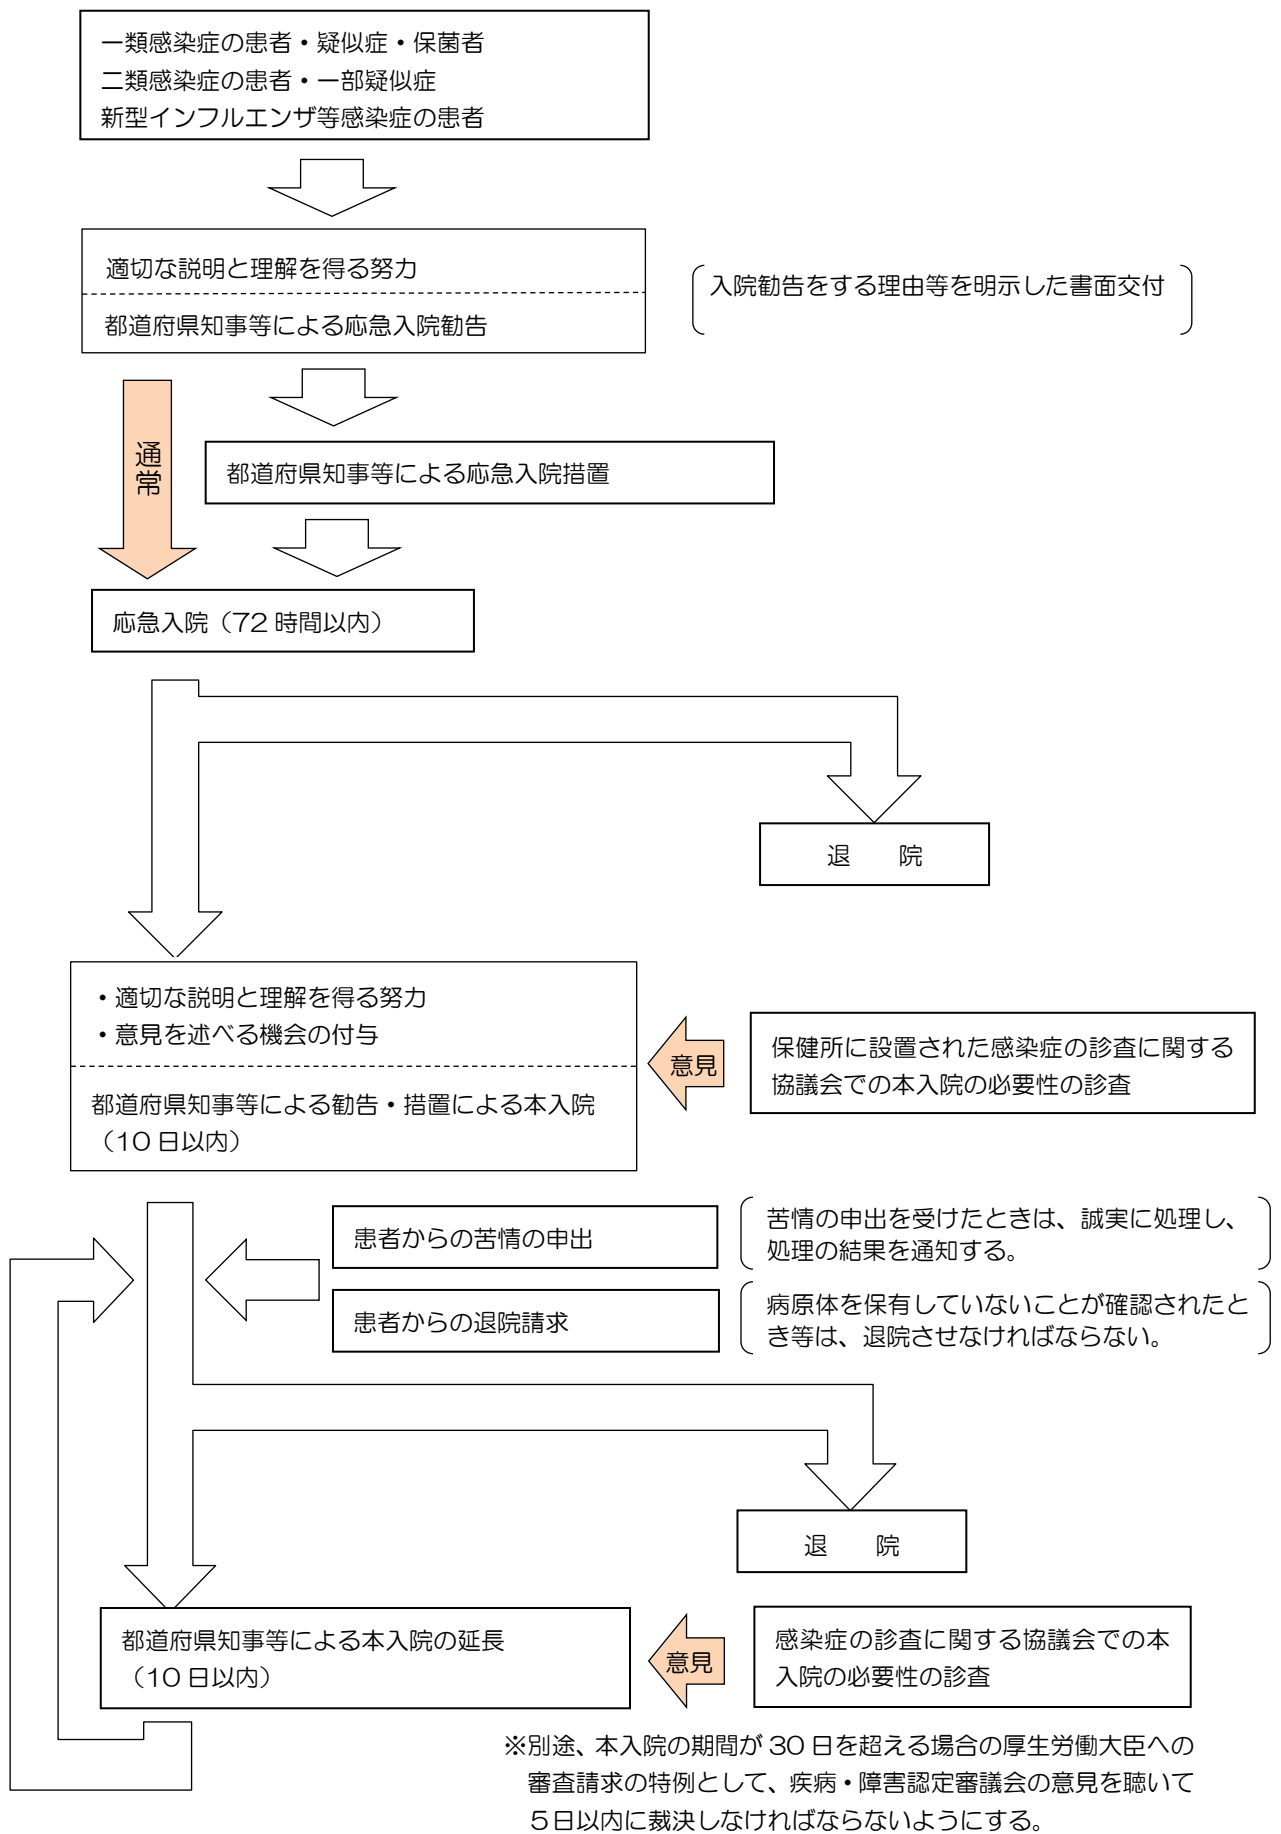 一類感染症の患者・疑似症・保菌者
二類感染症の患者・一部疑似症
新型インフルエンザ等感染症の患者
適切な説明と理解を得る努力
都道府県知事等による応急入院勧告
入院勧告をする理由等を明示した書面交付
通常
都道府県知事等による応急入院措置
応急入院（72 時間以内）
退　　院
・適切な説明と理解を得る努力
・意見を述べる機会の付与
都道府県知事等による勧告・措置による本入院
（10 日以内）
意見
保健所に設置された感染症の診査に関する
協議会での本入院の必要性の診査
患者からの苦情の申出
苦情の申出を受けたときは、誠実に処理し、
処理の結果を通知する。
患者からの退院請求
病原体を保有していないことが確認されたと
き等は、退院させなければならない。
退　　院
都道府県知事等による本入院の延長
（10 日以内）
意見
感染症の診査に関する協議会での本
入院の必要性の診査
※別途、本入院の期間が 30 日を超える場合の厚生労働大臣への
審査請求の特例として、疾病・障害認定審議会の意見を聴いて
５日以内に裁決しなければならないようにする。